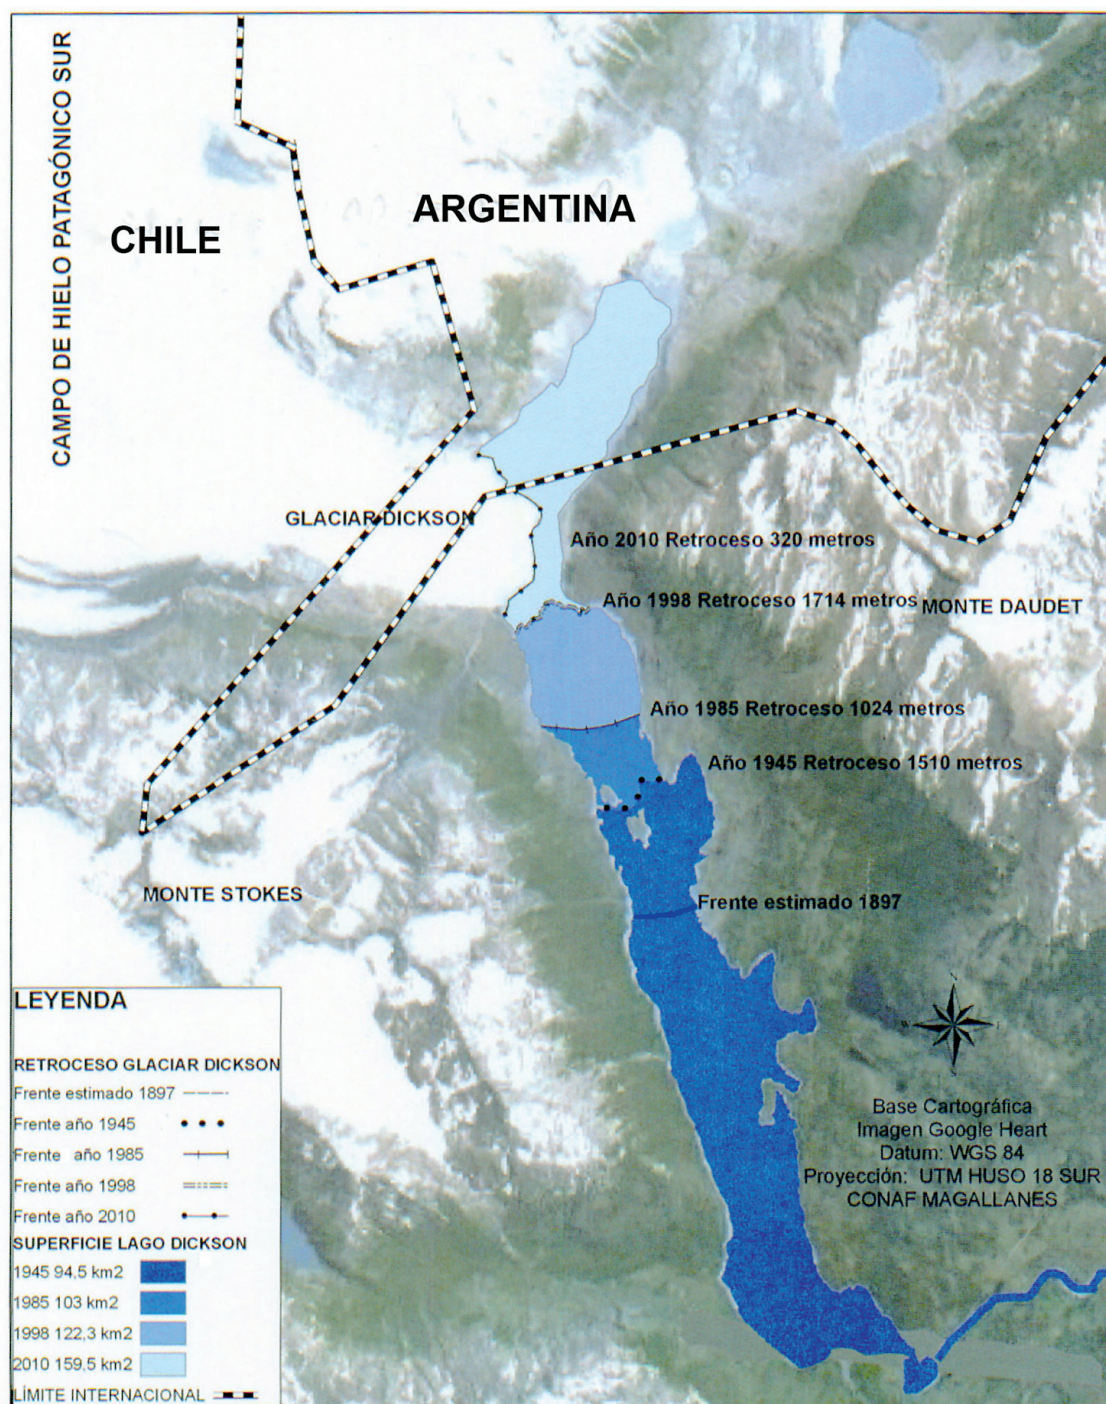 CAMPO DE HIELO PATAGÓNICO SUR
ARGENTINA
CHILE
GLACIAR DICKSON
Año 2010 Retroceso 320 metros
Año 1998 Retroceso 1714 metros
MONTE DAUDET
Año 1985 Retroceso 1024 metros
Año 1945 Retroceso 1510 metros
MONTE STOKES
Frente estimado 1897
LEYENDA
RETROCESO GLACIAR DICKSON
Frente estimado 1897
Frente año 1945
Frente año 1985
Frente año 1998
Frente año 2010
SUPERFICIE LAGO DICKSON
1945 94,5 km2
1985 103 km2
1998 122,3 km2
2010 159,5 km2
LÍMITE INTERNACIONAL
Base Cartográfica
Imagen Google Heart
Datum: WGS 84
Proyección: UTM HUSO 18 SUR
CONAF MAGALLANES